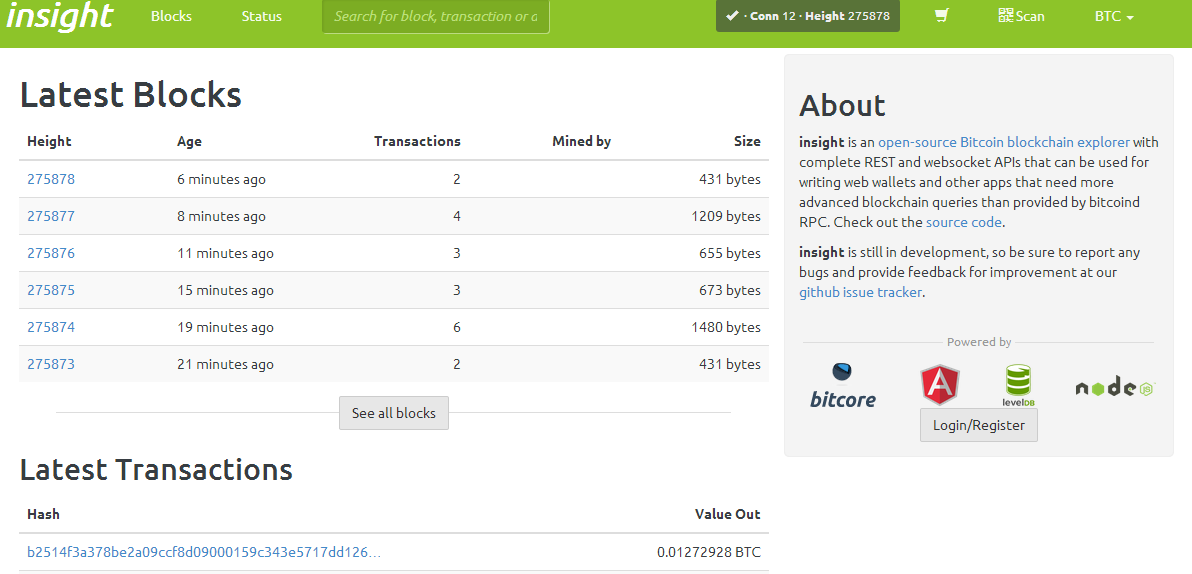 insight Blocks Status Search for block, transaction or a · Conn 12 · Height 275878 Scan BTC
Latest Blocks
Height Age Transactions Mined by Size
275878 6 minutes ago 2 431 bytes
275877 8 minutes ago 4 1209 bytes
275876 11 minutes ago 3 655 bytes
275875 15 minutes ago 3 673 bytes
275874 19 minutes ago 6 1480 bytes
275873 21 minutes ago 2 431 bytes
See all blocks
Latest Transactions
Hash Value Out
b2514f3a378be2a09ccf8d09000159c343e5717dd126… 0.01272928 BTC
About
insight is an open-source Bitcoin blockchain explorer with
complete REST and websocket APIs that can be used for
writing web wallets and other apps that need more
advanced blockchain queries than provided by bitcoind
RPC. Check out the source code.
insight is still in development, so be sure to report any
bugs and provide feedback for improvement at our
github issue tracker.
Powered by
bitcore A levelDB node JS
Login/Register